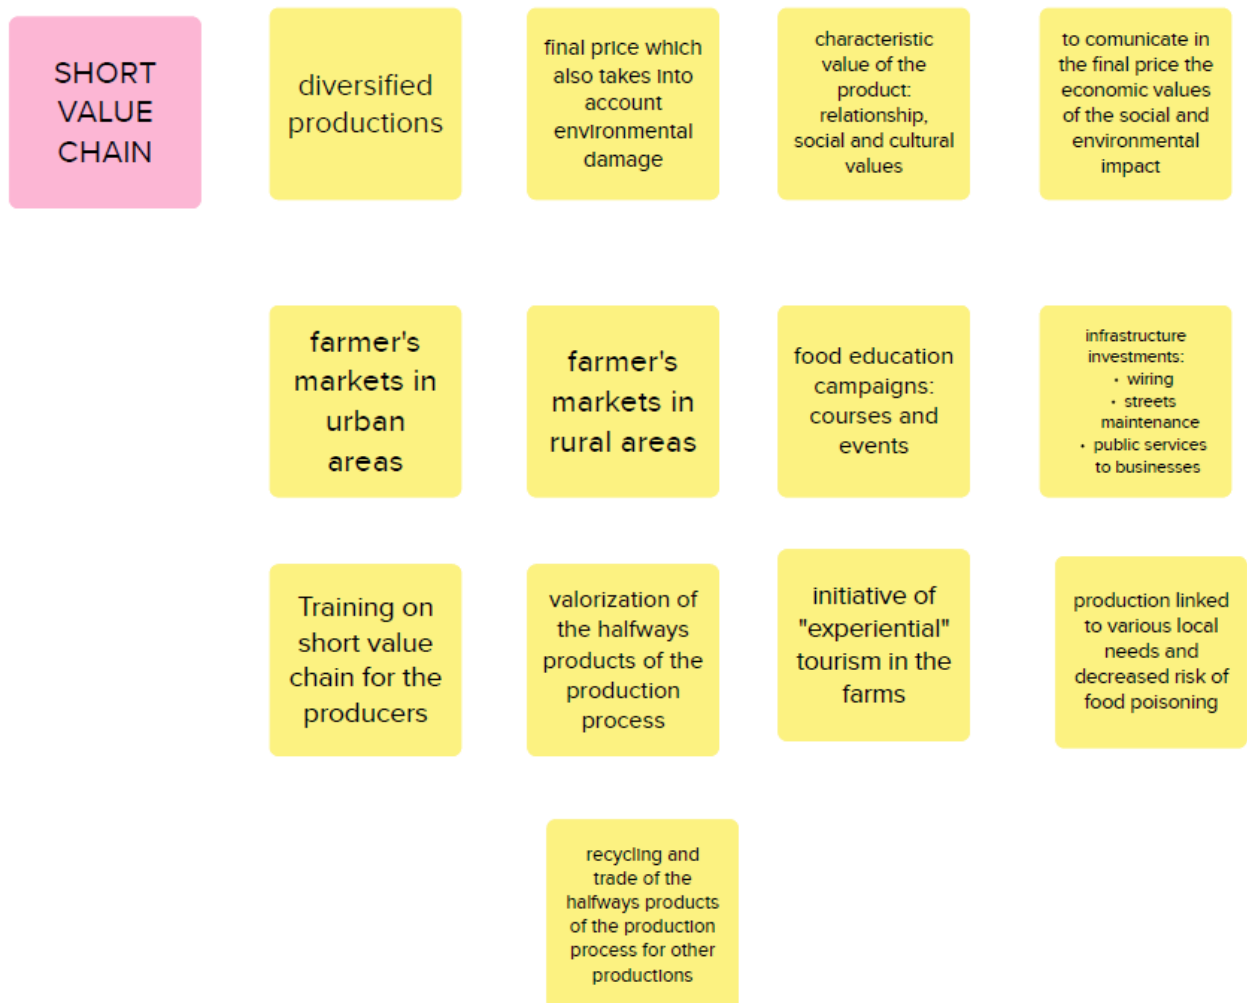 SHORT
VALUE
CHAIN
diversified
productions
final price which
also takes into
account
environmental
damage
characteristic
value of the
product:
relationship,
social and cultural
values
to comunicate in
the final price the
economic values
of the social and
environmental
impact
farmer's
markets in
urban
areas
farmer's
markets in
rural areas
food education
campaigns:
courses and
events
infrastructure
investments:
• wiring
• streets
maintenance
• public services
to businesses
Training on
short value
chain for the
producers
valorization of
the halfways
products of the
production
process
initiative of
"experiential"
tourism in the
farms
production linked
to various local
needs and
decreased risk of
food poisoning
recycling and
trade of the
halfways products
of the production
process for other
productions